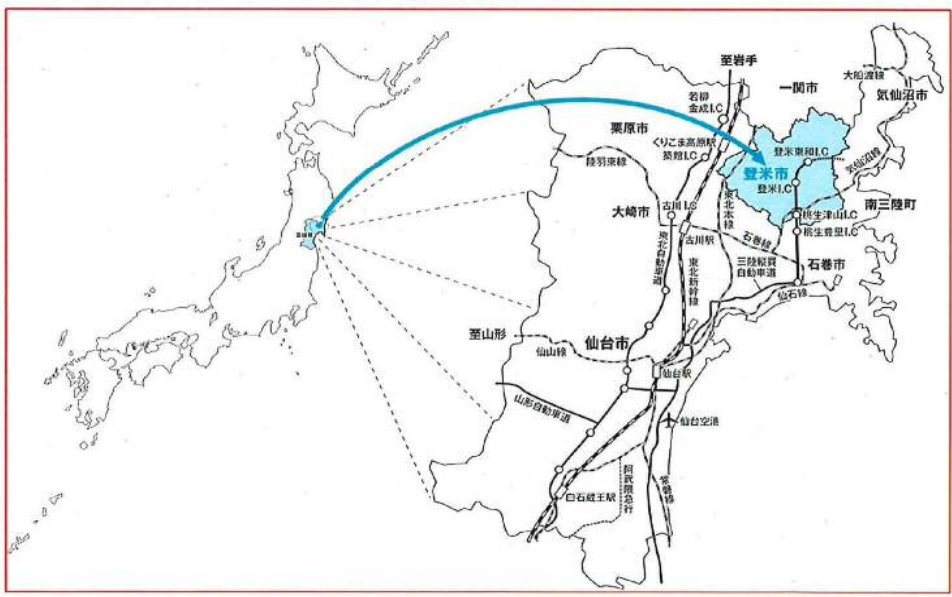 宮城県
至岩手
一関市
大船渡線
気仙沼市
若柳
金成I.C
栗原市
くりこま高原駅
築館I.C
登米東和I.C
気仙沼線
陸羽東線
登米市
登米I.C
東北本線
南三陸町
大崎市
古川I.C
桃生津山I.C
桃生豊里I.C
古川駅
石巻線
石巻市
東北自動車道
東北新幹線
三陸縦貫
自動車道
仙石線
至山形
仙山線
仙台市
仙台駅
山形自動車道
仙台空港
阿武隈急行
常磐線
白石蔵王駅